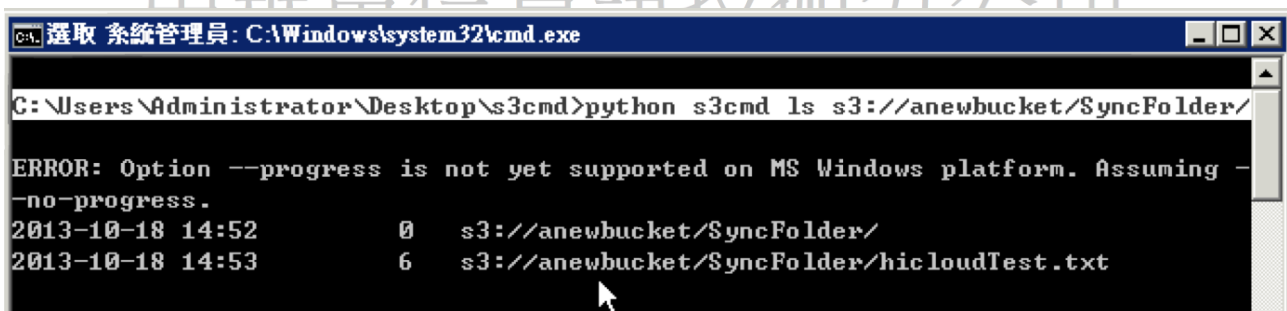 選取 系統管理員: C:\Windows\system32\cmd.exe
C:\Users\Administrator\Desktop\s3cmd>python s3cmd ls s3://anewbucket/SyncFolder/
ERROR: Option --progress is not yet supported on MS Windows platform. Assuming -
-no-progress.
2013-10-18 14:52 0 s3://anewbucket/SyncFolder/
2013-10-18 14:53 6 s3://anewbucket/SyncFolder/hicloudTest.txt